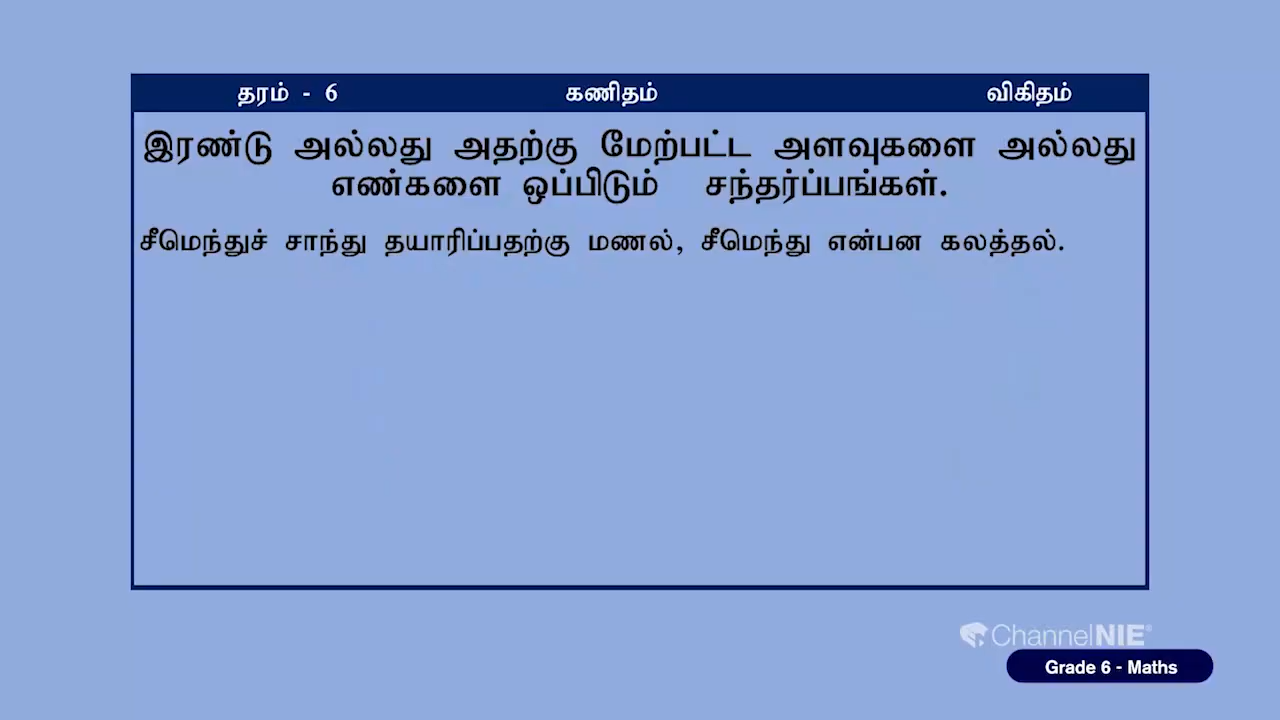 தரம் - 6 கணிதம் விகிதம்
இரண்டு அல்லது அதற்கு மேற்பட்ட அளவுகளை அல்லது
எண்களை ஒப்பிடும் சந்தர்ப்பங்கள்.
சீமெந்துச் சாந்து தயாரிப்பதற்கு மணல், சீமெந்து என்பன கலத்தல்.
ChannelNIE®
Grade 6 - Maths